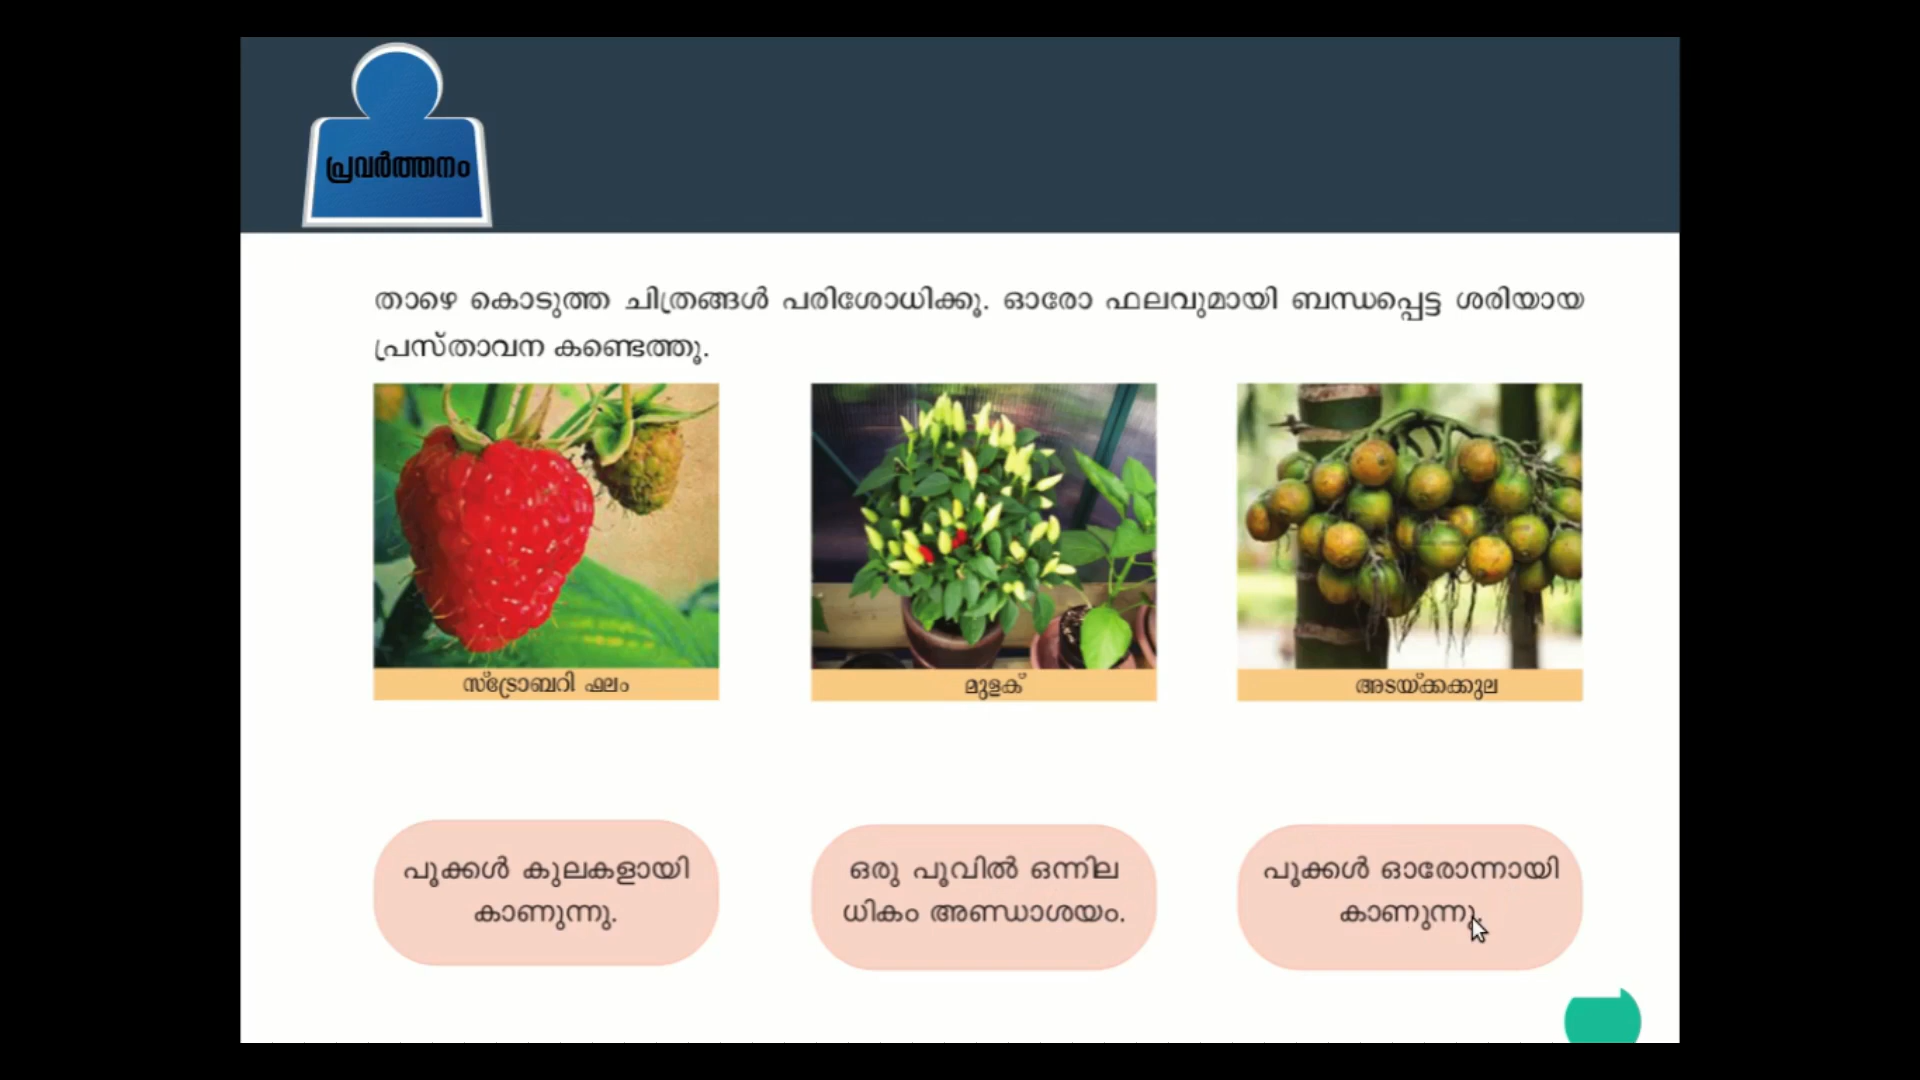 പ്രവർത്തനം
താഴെ കൊടുത്ത ചിത്രങ്ങൾ പരിശോധിക്കൂ. ഓരോ ഫലവുമായി ബന്ധപ്പെട്ട ശരിയായ
പ്രസ്താവന കണ്ടെത്തൂ.
സ്ട്രോബറി ഫലം
മുളക്
അടയ്ക്കക്കുല
പൂക്കൾ കുലകളായി
കാണുന്നു.
ഒരു പൂവിൽ ഒന്നില
ധികം അണ്ഡാശയം.
പൂക്കൾ ഓരോന്നായി
കാണുന്നു.